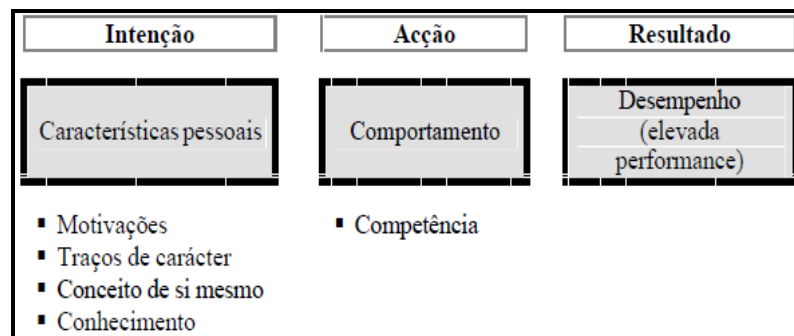 Intenção
Acção
Resultado
Características pessoais
Comportamento
Desempenho
(elevada
performance)
▪ Motivações
▪ Traços de carácter
▪ Conceito de si mesmo
▪ Conhecimento
▪ Competência